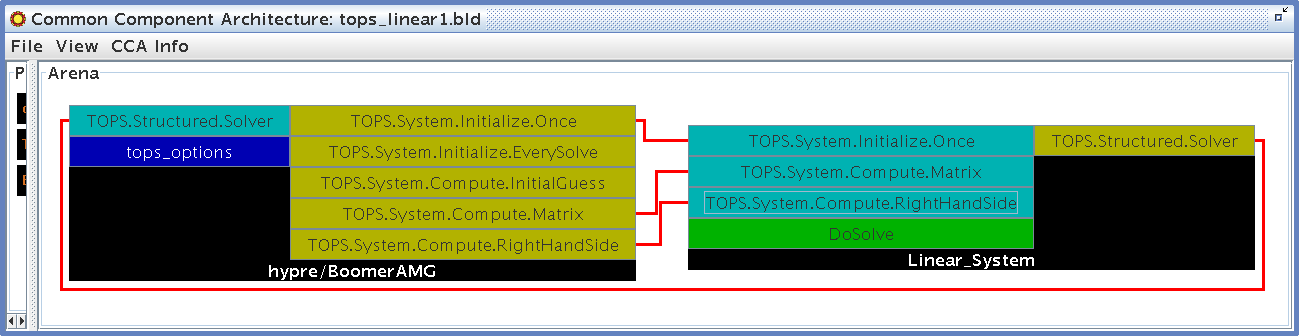 Common Component Architecture: tops_linear1.bld
File View CCA Info
P
Arena
TOPS.Structured.Solver
tops_options
TOPS.System.Initialize.Once
TOPS.System.Initialize.EverySolve
TOPS.System.Compute.InitialGuess
TOPS.System.Compute.Matrix
TOPS.System.Compute.RightHandSide
hypre/BoomerAMG
TOPS.System.Initialize.Once
TOPS.System.Compute.Matrix
TOPS.System.Compute.RightHandSide
DoSolve
TOPS.Structured.Solver
Linear_System